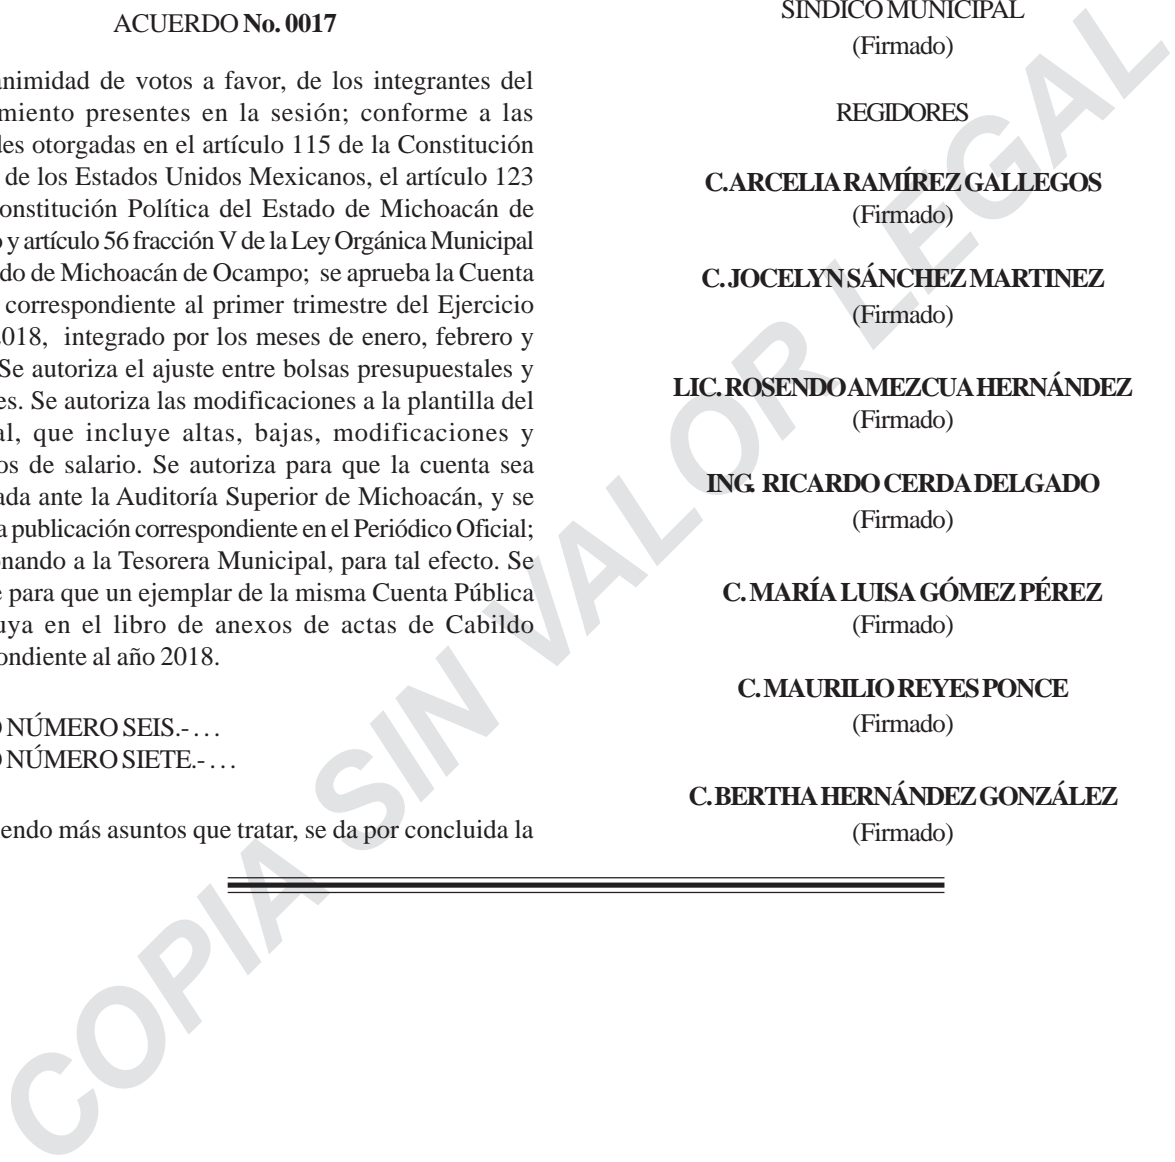 ACUERDO No. 0017
animidad de votos a favor, de los integrantes del
miento presentes en la sesión; conforme a las
des otorgadas en el artículo 115 de la Constitución
de los Estados Unidos Mexicanos, el artículo 123
onstitución Política del Estado de Michoacán de
o y artículo 56 fracción V de la Ley Orgánica Municipal
do de Michoacán de Ocampo; se aprueba la Cuenta
correspondiente al primer trimestre del Ejercicio
2018, integrado por los meses de enero, febrero y
Se autoriza el ajuste entre bolsas presupuestales y
es. Se autoriza las modificaciones a la plantilla del
al, que incluye altas, bajas, modificaciones y
os de salario. Se autoriza para que la cuenta sea
ada ante la Auditoría Superior de Michoacán, y se
a publicación correspondiente en el Periódico Oficial;
onando a la Tesorera Municipal, para tal efecto. Se
e para que un ejemplar de la misma Cuenta Pública
uya en el libro de anexos de actas de Cabildo
pondiente al año 2018.
O NÚMERO SEIS.- . . .
O NÚMERO SIETE.- . . .
endo más asuntos que tratar, se da por concluida la
SÍNDICO MUNICIPAL
(Firmado)
REGIDORES
C. ARCELIA RAMÍREZ GALLEGOS
(Firmado)
C. JOCELYN SÁNCHEZ MARTINEZ
(Firmado)
LIC. ROSENDO AMEZCUA HERNÁNDEZ
(Firmado)
ING. RICARDO CERDA DELGADO
(Firmado)
C. MARÍA LUISA GÓMEZ PÉREZ
(Firmado)
C. MAURILIO REYES PONCE
(Firmado)
C. BERTHA HERNÁNDEZ GONZÁLEZ
(Firmado)
COPIA SIN VALOR LEGAL